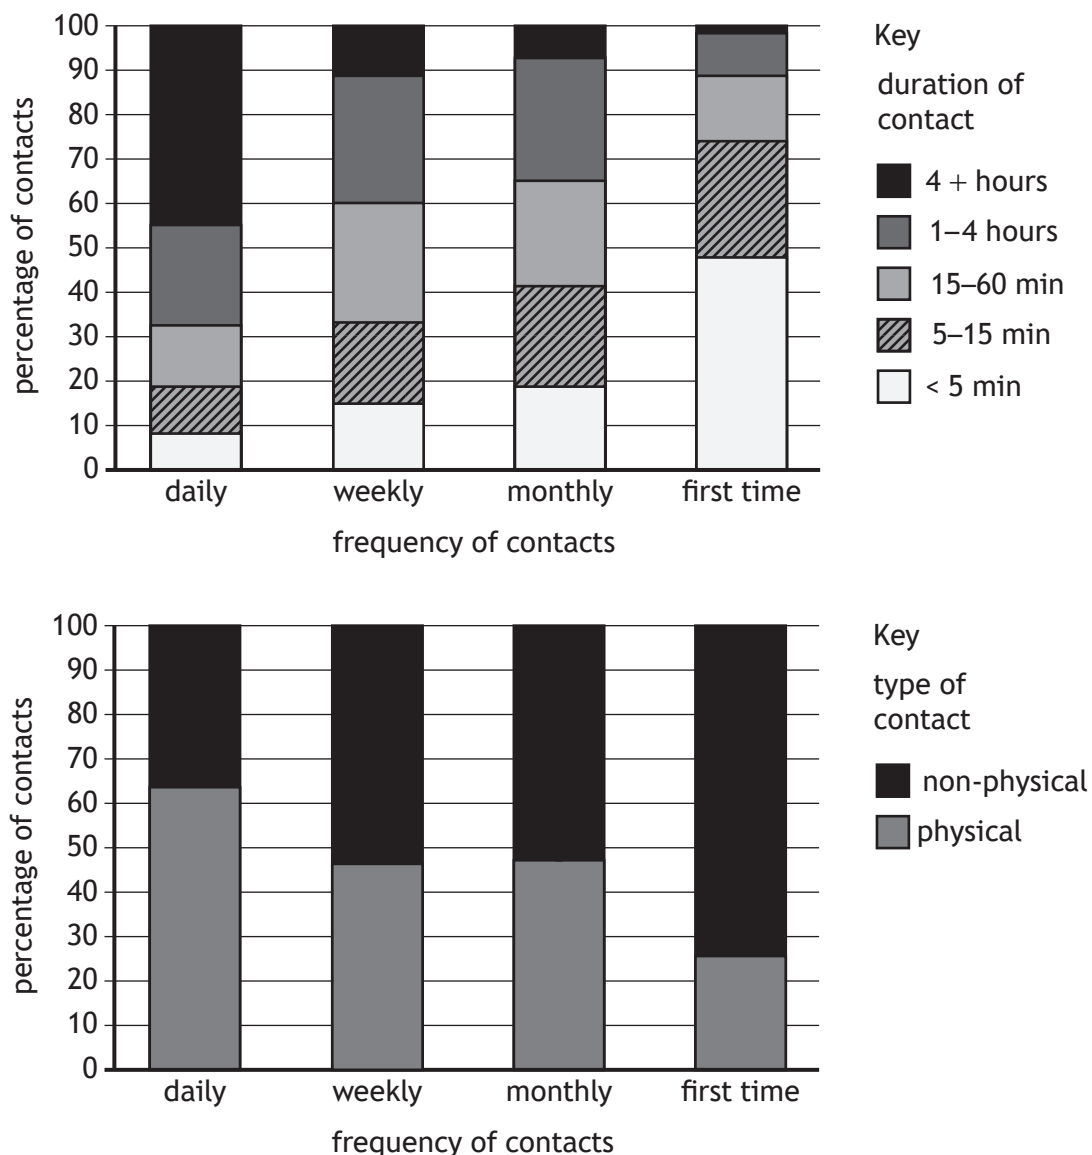 100
90
80
70
60
50
40
30
20
10
0
percentage of contacts
daily weekly monthly first time
frequency of contacts
Key
duration of
contact
4 + hours
1–4 hours
15–60 min
5–15 min
< 5 min
100
90
80
70
60
50
40
30
20
10
0
percentage of contacts
daily weekly monthly first time
frequency of contacts
Key
type of
contact
non-physical
physical